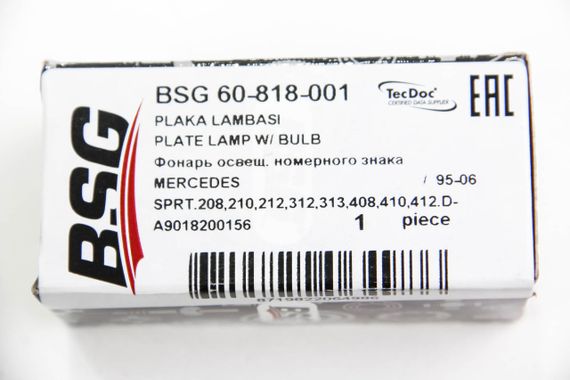 BSG
BSG 60-818-001
TecDoc
CERTIFIED DATA SUPPLIER
EAC
PLAKA LAMBASI
PLATE LAMP W/ BULB
Фонарь освещ. номерного знака
MERCEDES / 95-06
SPRT.208,210,212,312,313,408,410,412.D-
A9018200156 1 piece